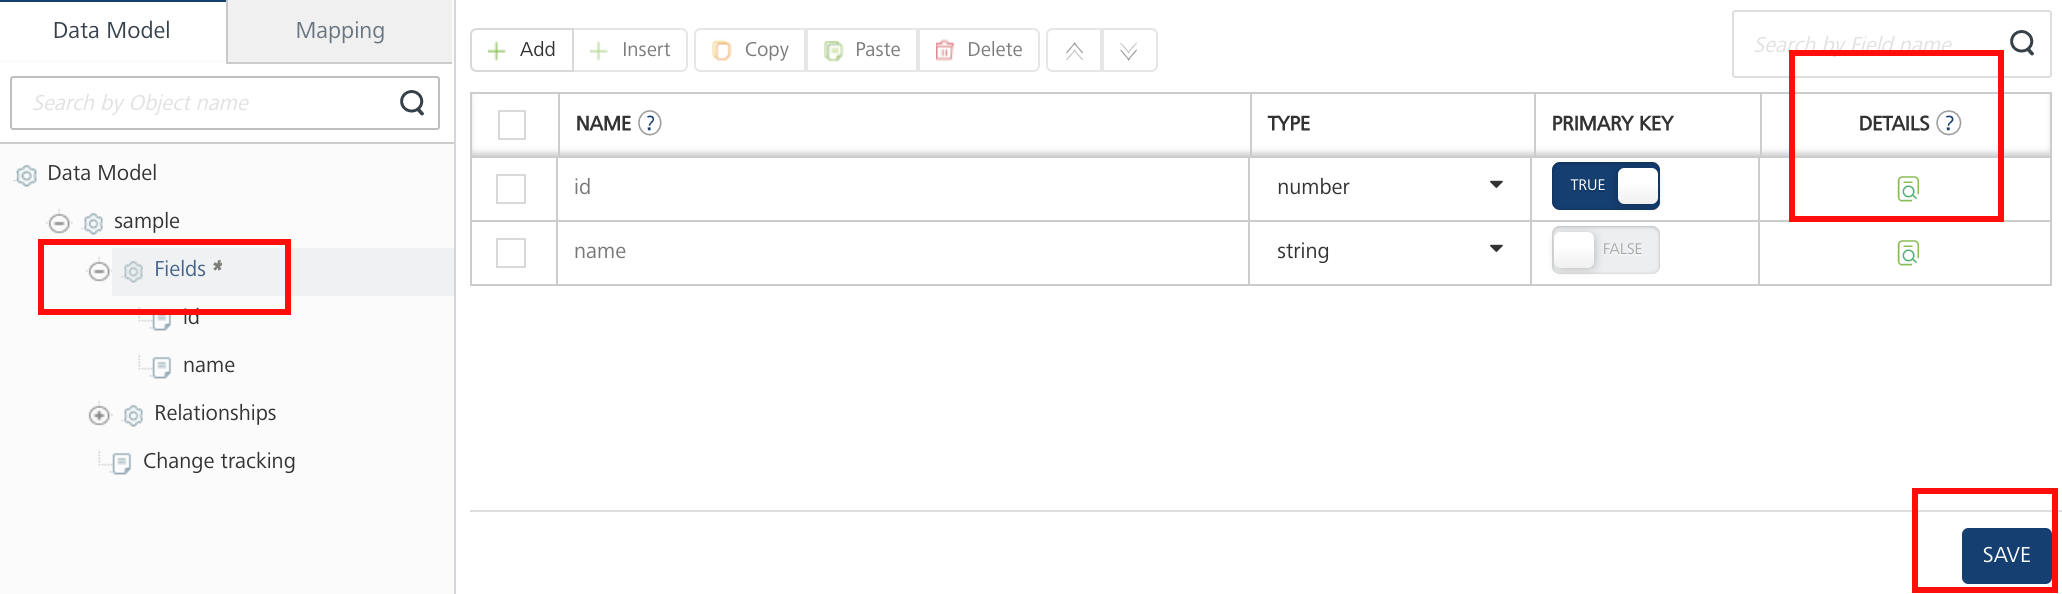 Data Model
Mapping
Search by Object name
Data Model
sample
Fields *
id
name
Relationships
Change tracking
Add
Insert
Copy
Paste
Delete
Search by Field name
NAME ?
TYPE
PRIMARY KEY
DETAILS ?
id
number
TRUE
name
string
FALSE
SAVE